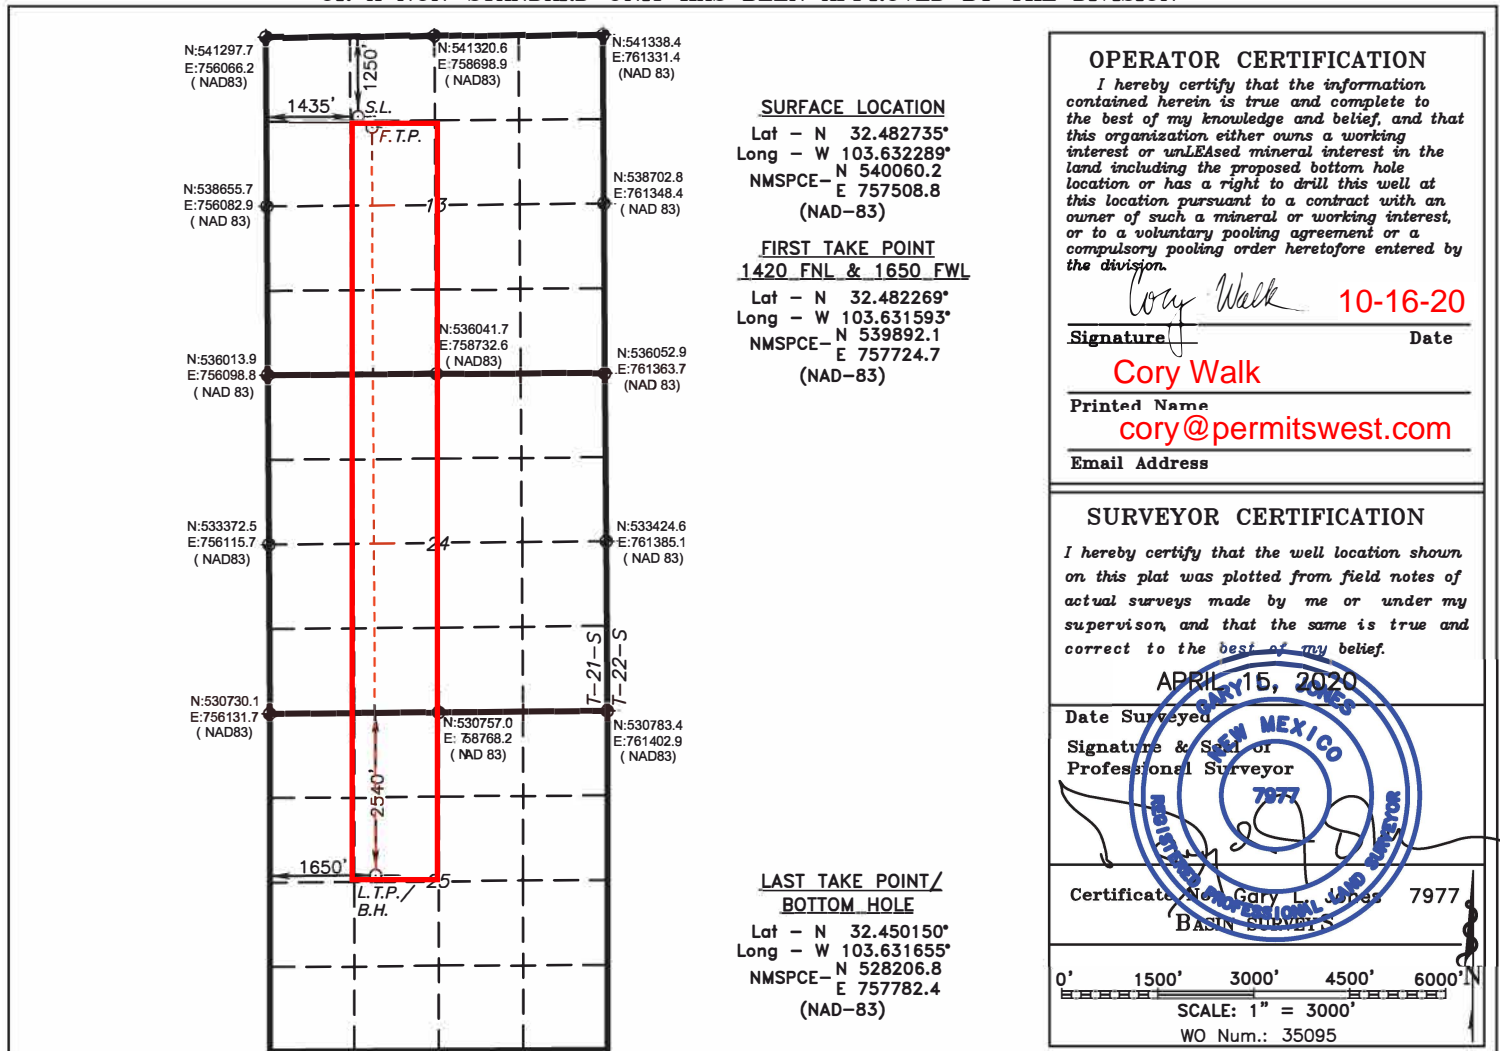 N:541297.7
E:756066.2
( NAD83)
N:541320.6
E:758698.9
( NAD83)
N:541338.4
E:761331.4
(NAD 83)
1250'
1435'
S.L.
F.T.P.
N:538655.7
E:756082.9
( NAD 83)
13
N:538702.8
E:761348.4
( NAD 83)
N:536041.7
E:758732.6
( NAD83)
N:536013.9
E:756098.8
( NAD 83)
N:536052.9
E:761363.7
(NAD 83)
N:533372.5
E:756115.7
( NAD83)
24
N:533424.6
E:761385.1
( NAD 83)
T-21-S
T-22-S
N:530730.1
E:756131.7
( NAD83)
N:530757.0
E: 758768.2
( NAD 83)
N:530783.4
E:761402.9
( NAD83)
2540'
1650'
25
L.T.P./
B.H.
SURFACE LOCATION
Lat - N 32.482735°
Long - W 103.632289°
NMSPCE- N 540060.2
E 757508.8
(NAD-83)
FIRST TAKE POINT
1420 FNL & 1650 FWL
Lat - N 32.482269°
Long - W 103.631593°
NMSPCE- N 539892.1
E 757724.7
(NAD-83)
LAST TAKE POINT/
BOTTOM HOLE
Lat - N 32.450150°
Long - W 103.631655°
NMSPCE- N 528206.8
E 757782.4
(NAD-83)
OPERATOR CERTIFICATION
I hereby certify that the information
contained herein is true and complete to
the best of my knowledge and belief, and that
this organization either owns a working
interest or unLEAsed mineral interest in the
land including the proposed bottom hole
location or has a right to drill this well at
this location pursuant to a contract with an
owner of such a mineral or working interest,
or to a voluntary pooling agreement or a
compulsory pooling order heretofore entered by
the division.
Cory Walk 10-16-20
Signature Date
Cory Walk
Printed Name
cory@permitswest.com
Email Address
SURVEYOR CERTIFICATION
I hereby certify that the well location shown
on this plat was plotted from field notes of
actual surveys made by me or under my
supervison, and that the same is true and
correct to the best of my belief.
APRIL 15, 2020
Date Surveyed
Signature & Seal of
Professional Surveyor
GARY L. JONES
NEW MEXICO
7977
REGISTERED PROFESSIONAL LAND SURVEYOR
Certificate No. Gary L. Jones 7977
BASIN SURVEYS
0' 1500' 3000' 4500' 6000'
N
SCALE: 1" = 3000'
WO Num.: 35095